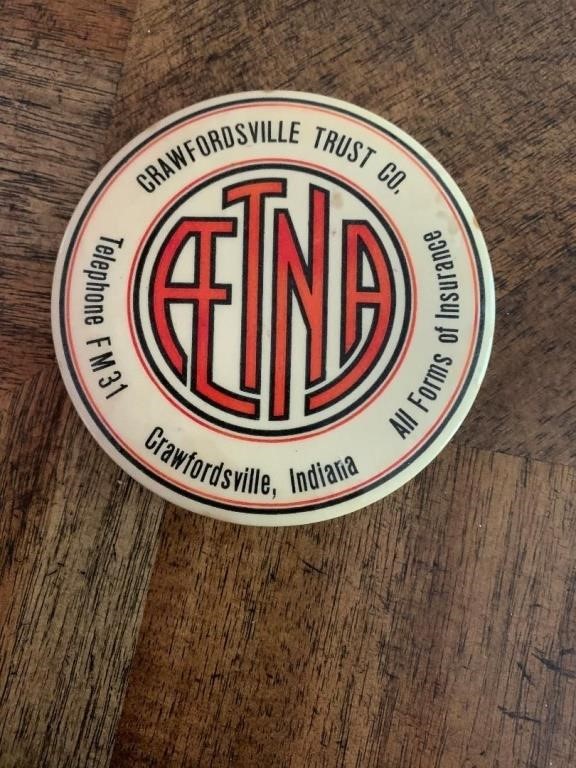 CRAWFORDSVILLE TRUST CO.
ÆTNA
Telephone FM31
All Forms of Insurance
Crawfordsville, Indiana